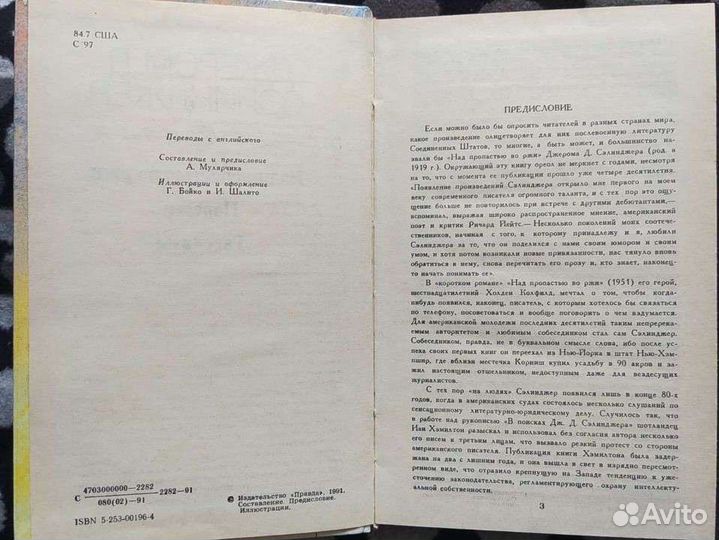 84.7 США
С 97
Переводы с английского
Составление и предисловие
А. Мулярчика
Иллюстрации и оформление
Г. Бойко и И. Шалито
С 4703000000—2282
080(02)—91
2282—91
ISBN 5-253-00196-4
© Издательство «Правда», 1991.
Составление. Предисловие.
Иллюстрации.
ПРЕДИСЛОВИЕ
Если можно было бы опросить читателей в разных странах мира,
какое произведение олицетворяет для них послевоенную литературу
Соединенных Штатов, то многие, а быть может, и большинство на-
звали бы «Над пропастью во ржи» Джерома Д. Сэлинджера (род. в
1919 г.). Окружающий эту книгу ореол не меркнет с годами, несмотря
на то, что с момента ее публикации прошло уже четыре десятилетия.
«Появление произведений Сэлинджера открыло мне первого на моем
веку современного писателя огромного таланта, и с тех пор это ощу-
щение больше не повторилось при встрече с другими дебютантами,—
вспоминал, выражая широко распространенное мнение, американский
поэт и критик Ричард Йейтс.— Несколько поколений моих соотече-
ственников, начиная с того, к которому принадлежу и я, любили
Сэлинджера за то, что он поделился с нами своим юмором и своим
умом, и хотя потом возникали новые привязанности, нас тянуло вновь
обратиться к нему, снова перечитать его прозу и, кто знает, наконец-
то начать понимать ее».
В «коротком романе» «Над пропастью во ржи» (1951) его герой,
шестнадцатилетний Холден Колфилд, мечтал о том, чтобы когда-
нибудь появился, наконец, писатель, с которым хотелось бы связаться
по телефону, посоветоваться и вообще поговорить о чем вздумается.
Для американской молодежи последних десятилетий таким непререка-
емым авторитетом и любимым собеседником стал сам Сэлинджер.
Собеседником, правда, не в буквальном смысле слова, ибо после ус-
пеха своих первых книг он переехал из Нью-Йорка в штат Нью-Хэм-
пшир, где вблизи местечка Корниш купил усадьбу в 90 акров и за-
жил настоящим отшельником, недоступным даже для вездесущих
журналистов.
С тех пор «на людях» Сэлинджер появился лишь в конце 80-х
годов, когда в американских судах состоялось несколько слушаний по
сенсационному литературно-юридическому делу. Случилось так, что
в работе над рукописью «В поисках Дж. Д. Сэлинджера» шотландец
Иан Хэмилтон разыскал и использовал без согласия автора несколько
его писем к третьим лицам, что вызвало резкий протест со стороны
американского писателя. Публикация книги Хэмилтона была задер-
жана на два с лишним года, и она вышла в свет в изрядно пересмот-
ренном виде, что отразило крепнущую на Западе тенденцию к уже-
сточению законодательства, регламентирующего охрану интеллекту-
альной собственности.
3
Avito